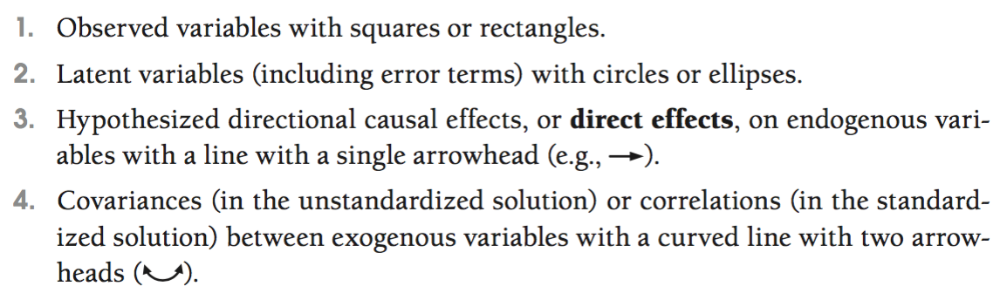 1. Observed variables with squares or rectangles.
2. Latent variables (including error terms) with circles or ellipses.
3. Hypothesized directional causal effects, or direct effects, on endogenous vari-
ables with a line with a single arrowhead (e.g., →).
4. Covariances (in the unstandardized solution) or correlations (in the standard-
ized solution) between exogenous variables with a curved line with two arrow-
heads ().